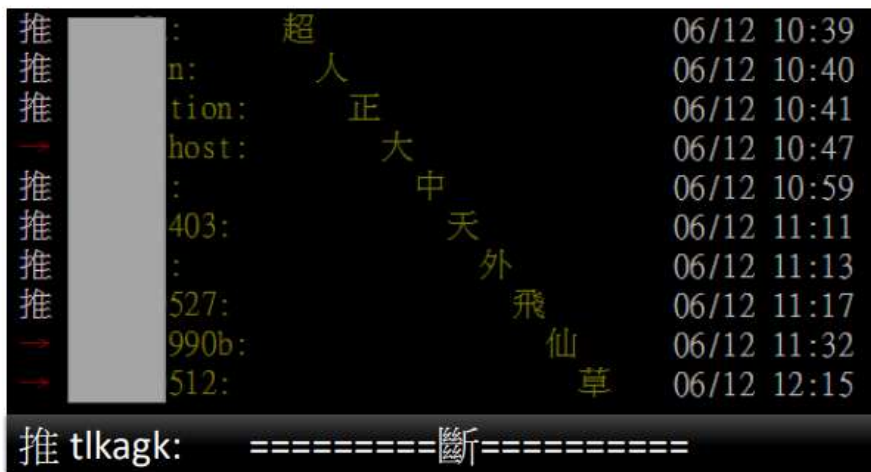 推 : 超 06/12 10:39
推 n: 人 06/12 10:40
推 tion: 正 06/12 10:41
→ host: 大 06/12 10:47
推 : 中 06/12 10:59
推 403: 天 06/12 11:11
推 : 外 06/12 11:13
推 527: 飛 06/12 11:17
→ 990b: 仙 06/12 11:32
→ 512: 草 06/12 12:15
推 tlkagk: =========斷==========